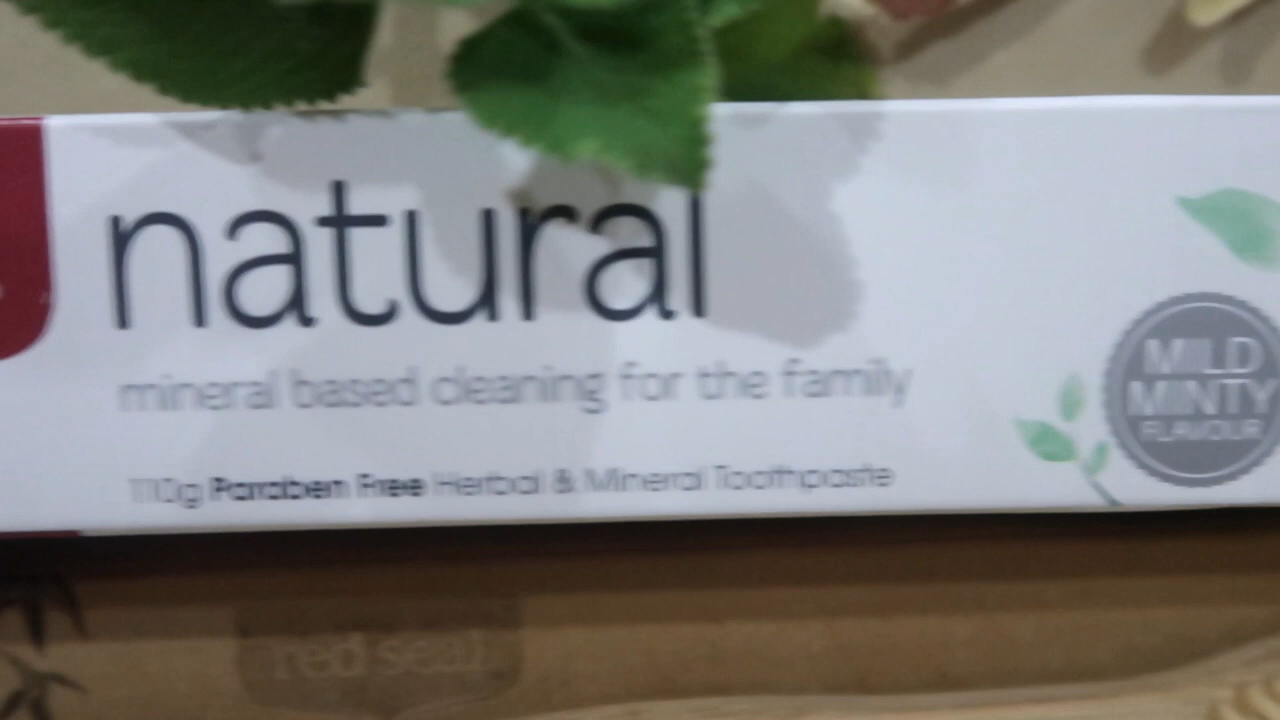 natural
mineral based cleaning for the family
110g Paraben Free Herbal & Mineral Toothpaste
MILD
MINTY
FLAVOUR
red seal